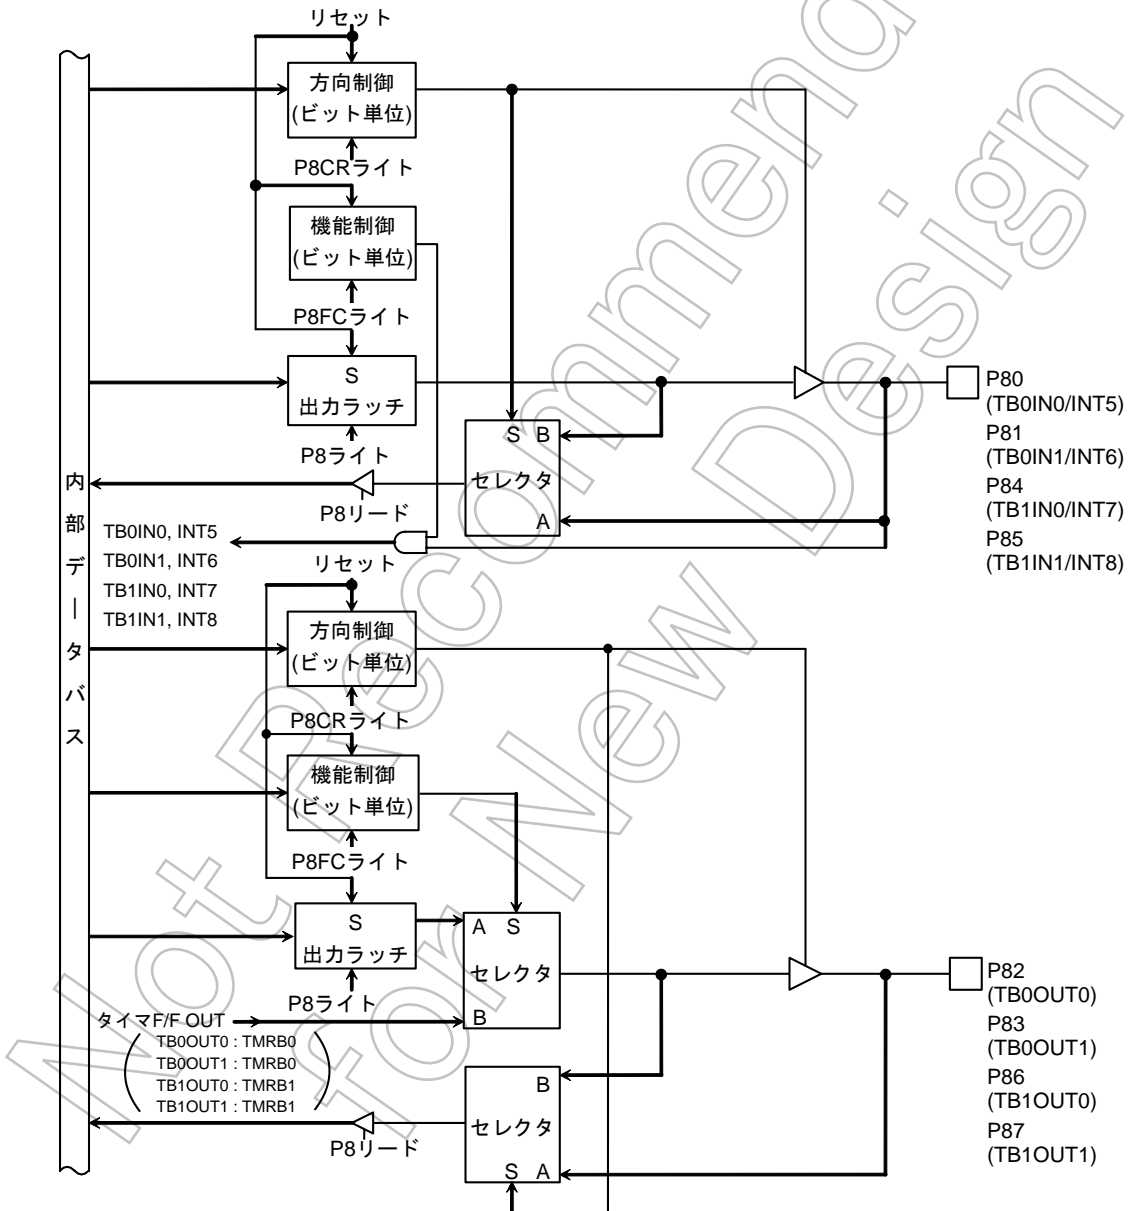 リセット
方向制御
(ビット単位)
P8CRライト
機能制御
(ビット単位)
P8FCライト
S
出力ラッチ
P8ライト
S B
セレクタ
A
P8リード
P80
(TB0IN0/INT5)
P81
(TB0IN1/INT6)
P84
(TB1IN0/INT7)
P85
(TB1IN1/INT8)
内部データバス
TB0IN0, INT5
TB0IN1, INT6
TB1IN0, INT7
TB1IN1, INT8
リセット
方向制御
(ビット単位)
P8CRライト
機能制御
(ビット単位)
P8FCライト
S
出力ラッチ
P8ライト
A S
セレクタ
B
タイマF/F OUT
TB0OUT0 : TMRB0
TB0OUT1 : TMRB0
TB1OUT0 : TMRB1
TB1OUT1 : TMRB1
B
セレクタ
S A
P8リード
P82
(TB0OUT0)
P83
(TB0OUT1)
P86
(TB1OUT0)
P87
(TB1OUT1)
Not Recommend
for New Design